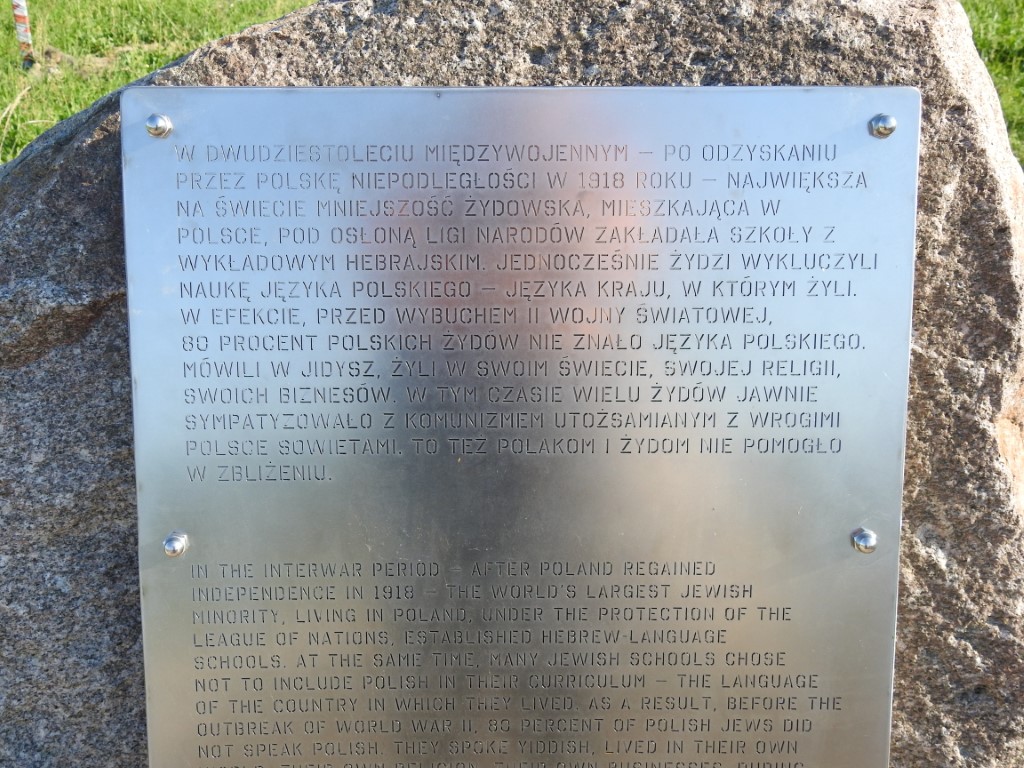 W DWUDZIESTOLECIU MIĘDZYWOJENNYM – PO ODZYSKANIU
PRZEZ POLSKĘ NIEPODLEGŁOŚCI W 1918 ROKU – NAJWIĘKSZA
NA ŚWIECIE MNIEJSZOŚĆ ŻYDOWSKA, MIESZKAJĄCA W
POLSCE, POD OSŁONĄ LIGI NARODÓW ZAKŁADAŁA SZKOŁY Z
WYKŁADOWYM HEBRAJSKIM. JEDNOCZEŚNIE ŻYDZI WYKLUCZYLI
NAUKĘ JĘZYKA POLSKIEGO – JĘZYKA KRAJU, W KTÓRYM ŻYLI.
W EFEKCIE, PRZED WYBUCHEM II WOJNY ŚWIATOWEJ,
80 PROCENT POLSKICH ŻYDÓW NIE ZNAŁO JĘZYKA POLSKIEGO.
MÓWILI W JIDYSZ, ŻYLI W SWOIM ŚWIECIE, SWOJEJ RELIGII,
SWOICH BIZNESÓW. W TYM CZASIE WIELU ŻYDÓW JAWNIE
SYMPATYZOWAŁO Z KOMUNIZMEM UTOŻSAMIANYM Z WROGIMI
POLSCE SOWIETAMI. TO TEŻ POLAKOM I ŻYDOM NIE POMOGŁO
W ZBLIŻENIU.
IN THE INTERWAR PERIOD – AFTER POLAND REGAINED
INDEPENDENCE IN 1918 – THE WORLD'S LARGEST JEWISH
MINORITY, LIVING IN POLAND, UNDER THE PROTECTION OF THE
LEAGUE OF NATIONS, ESTABLISHED HEBREW-LANGUAGE
SCHOOLS. AT THE SAME TIME, MANY JEWISH SCHOOLS CHOSE
NOT TO INCLUDE POLISH IN THEIR CURRICULUM – THE LANGUAGE
OF THE COUNTRY IN WHICH THEY LIVED. AS A RESULT, BEFORE THE
OUTBREAK OF WORLD WAR II, 80 PERCENT OF POLISH JEWS DID
NOT SPEAK POLISH. THEY SPOKE YIDDISH, LIVED IN THEIR OWN
THEIR OWN RELIGION, THEIR OWN BUSINESSES. DURING